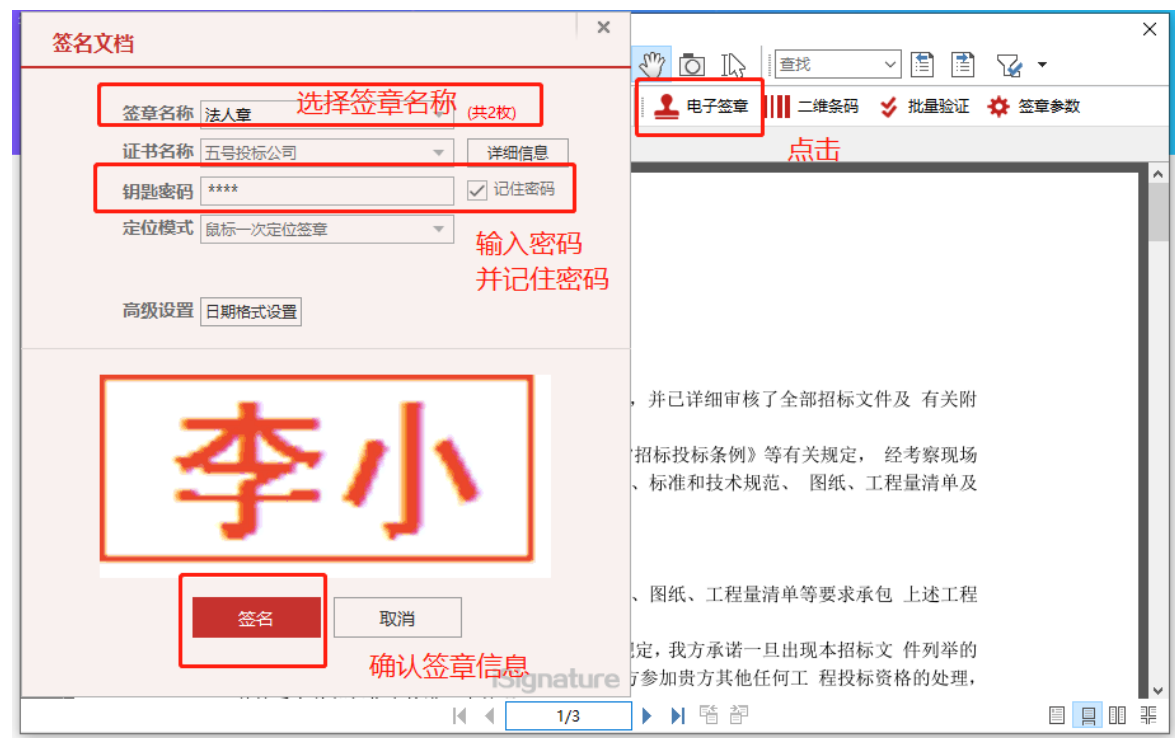 签名文档
签章名称 法人章 (共2枚)
选择签章名称
证书名称 五号投标公司 详细信息
钥匙密码 **** 记住密码
定位模式 鼠标一次定位签章
输入密码
并记住密码
高级设置 日期格式设置
李小
签名 取消
确认签章信息
iSignature
查找
电子签章 二维条码 批量验证 签章参数
点击
，并已详细审核了全部招标文件及 有关附
招标投标条例》等有关规定， 经考察现场
、标准和技术规范、 图纸、工程量清单及
、图纸、工程量清单等要求承包 上述工程
定，我方承诺一旦出现本招标文 件列举的
参加贵方其他任何工 程投标资格的处理，
1/3